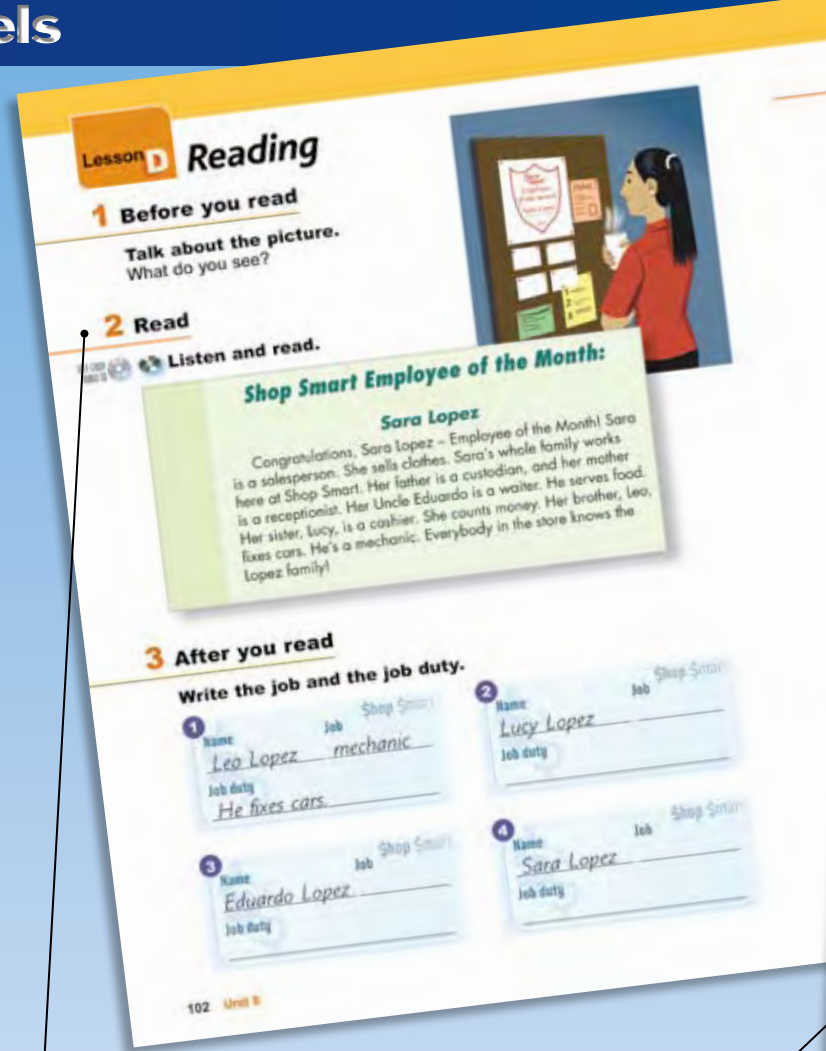 els
Lesson D Reading
1 Before you read
Talk about the picture.
What do you see?
2 Read
Listen and read.
Shop Smart Employee of the Month:
Sara Lopez
Congratulations, Sara Lopez – Employee of the Month! Sara
is a salesperson. She sells clothes. Sara's whole family works
here at Shop Smart. Her father is a custodian, and her mother
is a receptionist. Her Uncle Eduardo is a waiter. He serves food.
Her sister, Lucy, is a cashier. She counts money. Her brother, Leo,
fixes cars. He's a mechanic. Everybody in the store knows the
Lopez family!
3 After you read
Write the job and the job duty.
1 Shop Smart
Name Job
Leo Lopez mechanic
Job duty
He fixes cars.
2 Shop Smart
Name Job
Lucy Lopez
Job duty
3 Shop Smart
Name Job
Eduardo Lopez
Job duty
4 Shop Smart
Name Job
Sara Lopez
Job duty
102 Unit 8